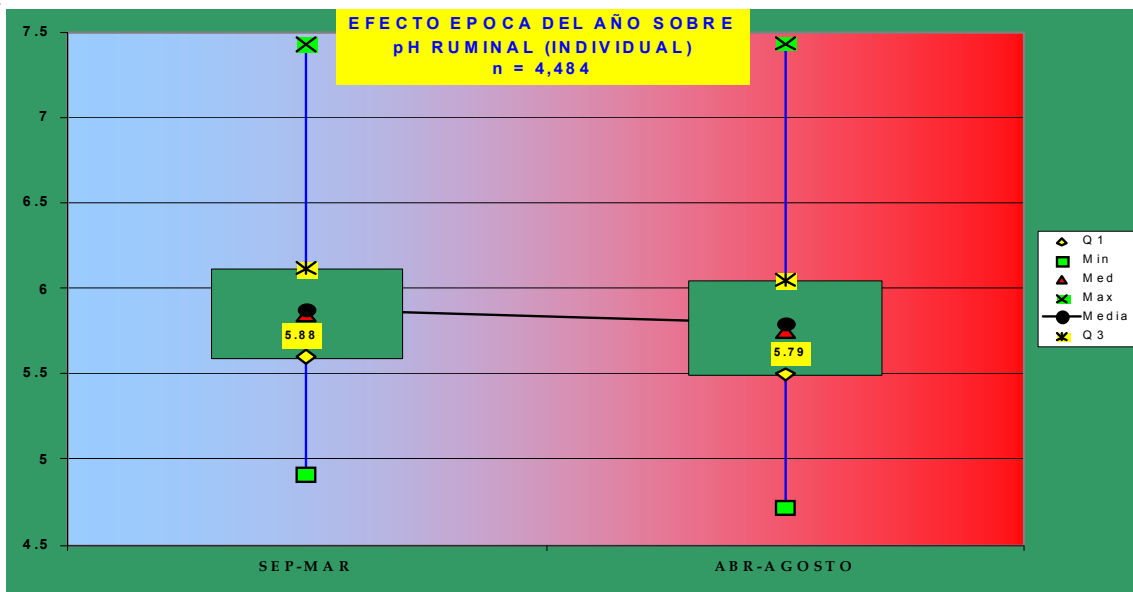 EFECTO EPOCA DEL AÑO SOBRE
pH RUMINAL (INDIVIDUAL)
n = 4,484
7.5
7
6.5
6
5.5
5
4.5
5.88
5.79
SEP-MAR
ABR-AGOSTO
Q1
Min
Med
Max
Media
Q3